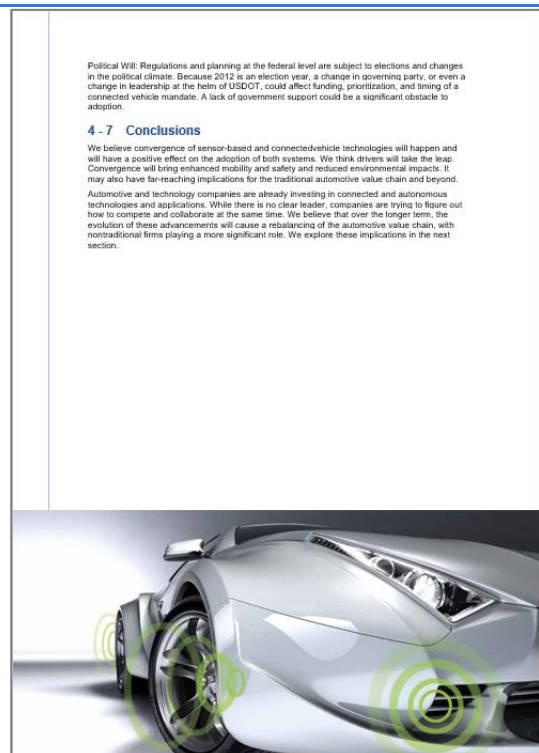 Political Will: Regulations and planning at the federal level are subject to elections and changes
in the political climate. Because 2012 is an election year, a change in governing party, or even a
change in leadership at the helm of USDOT, could affect funding, prioritization, and timing of a
connected vehicle mandate. A lack of government support could be a significant obstacle to
adoption.
4 - 7 Conclusions
We believe convergence of sensor-based and connectedvehicle technologies will happen and
will have a positive effect on the adoption of both systems. We think drivers will take the leap.
Convergence will bring enhanced mobility and safety and reduced environmental impacts. It
may also have far-reaching implications for the traditional automotive value chain and beyond.
Automotive and technology companies are already investing in connected and autonomous
technologies and applications. While there is no clear leader, companies are trying to figure out
how to compete and collaborate at the same time. We believe that over the longer term, the
evolution of these advancements will cause a rebalancing of the automotive value chain, with
nontraditional firms playing a more significant role. We explore these implications in the next
section.